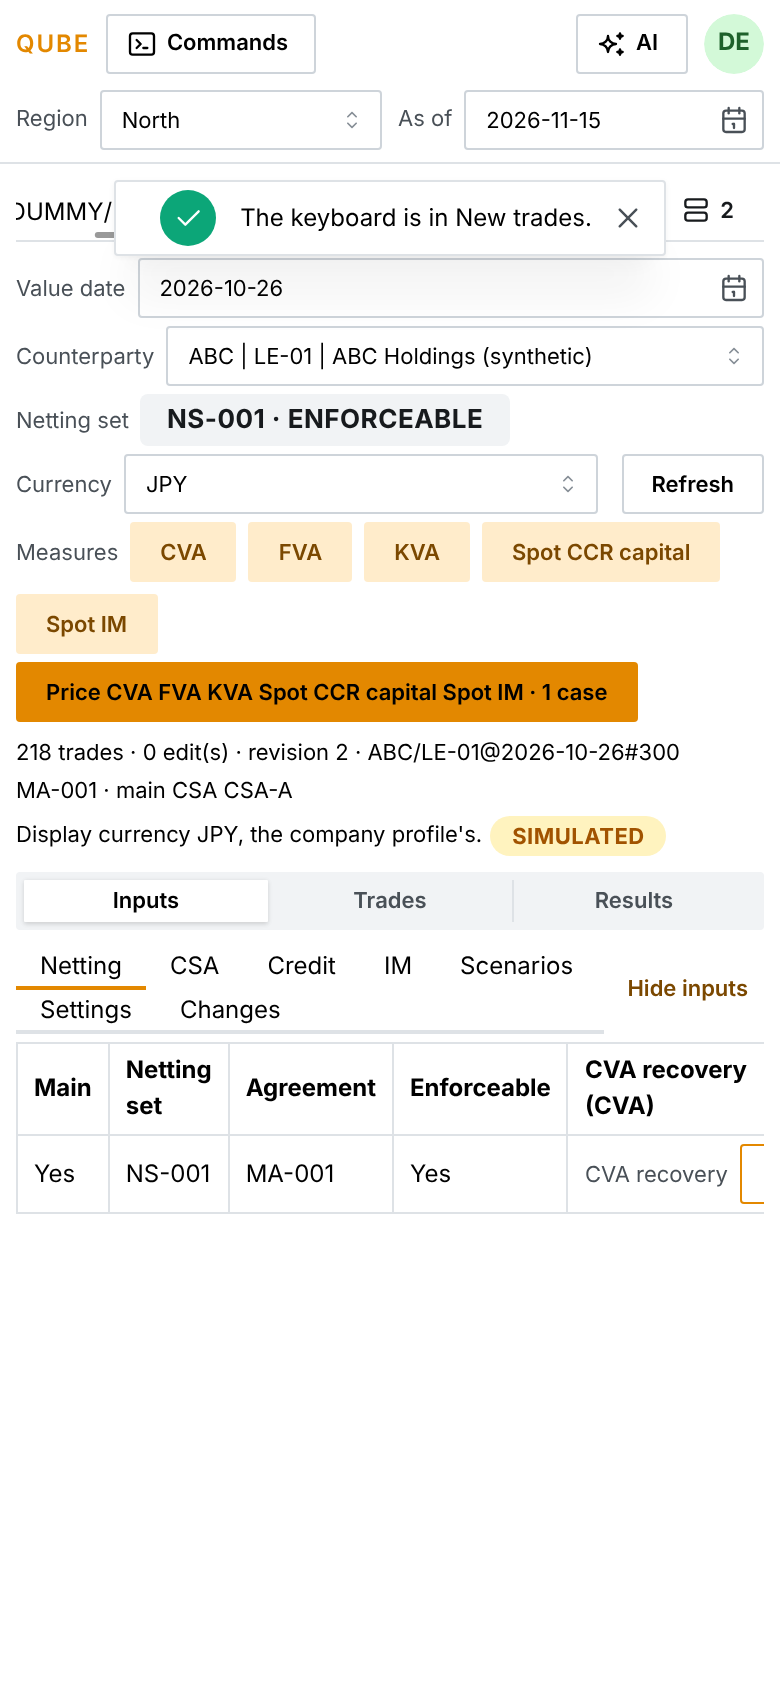 QUBE
Commands
AI
DE
Region
North
As of
2026-11-15
DUMMY/
The keyboard is in New trades.
2
Value date
2026-10-26
Counterparty
ABC | LE-01 | ABC Holdings (synthetic)
Netting set
NS-001 · ENFORCEABLE
Currency
JPY
Refresh
Measures
CVA
FVA
KVA
Spot CCR capital
Spot IM
Price CVA FVA KVA Spot CCR capital Spot IM · 1 case
218 trades · 0 edit(s) · revision 2 · ABC/LE-01@2026-10-26#300
MA-001 · main CSA CSA-A
Display currency JPY, the company profile's.
SIMULATED
Inputs
Trades
Results
Netting
CSA
Credit
IM
Scenarios
Settings
Changes
Hide inputs
Main
Netting set
Agreement
Enforceable
CVA recovery (CVA)
Yes
NS-001
MA-001
Yes
CVA recovery